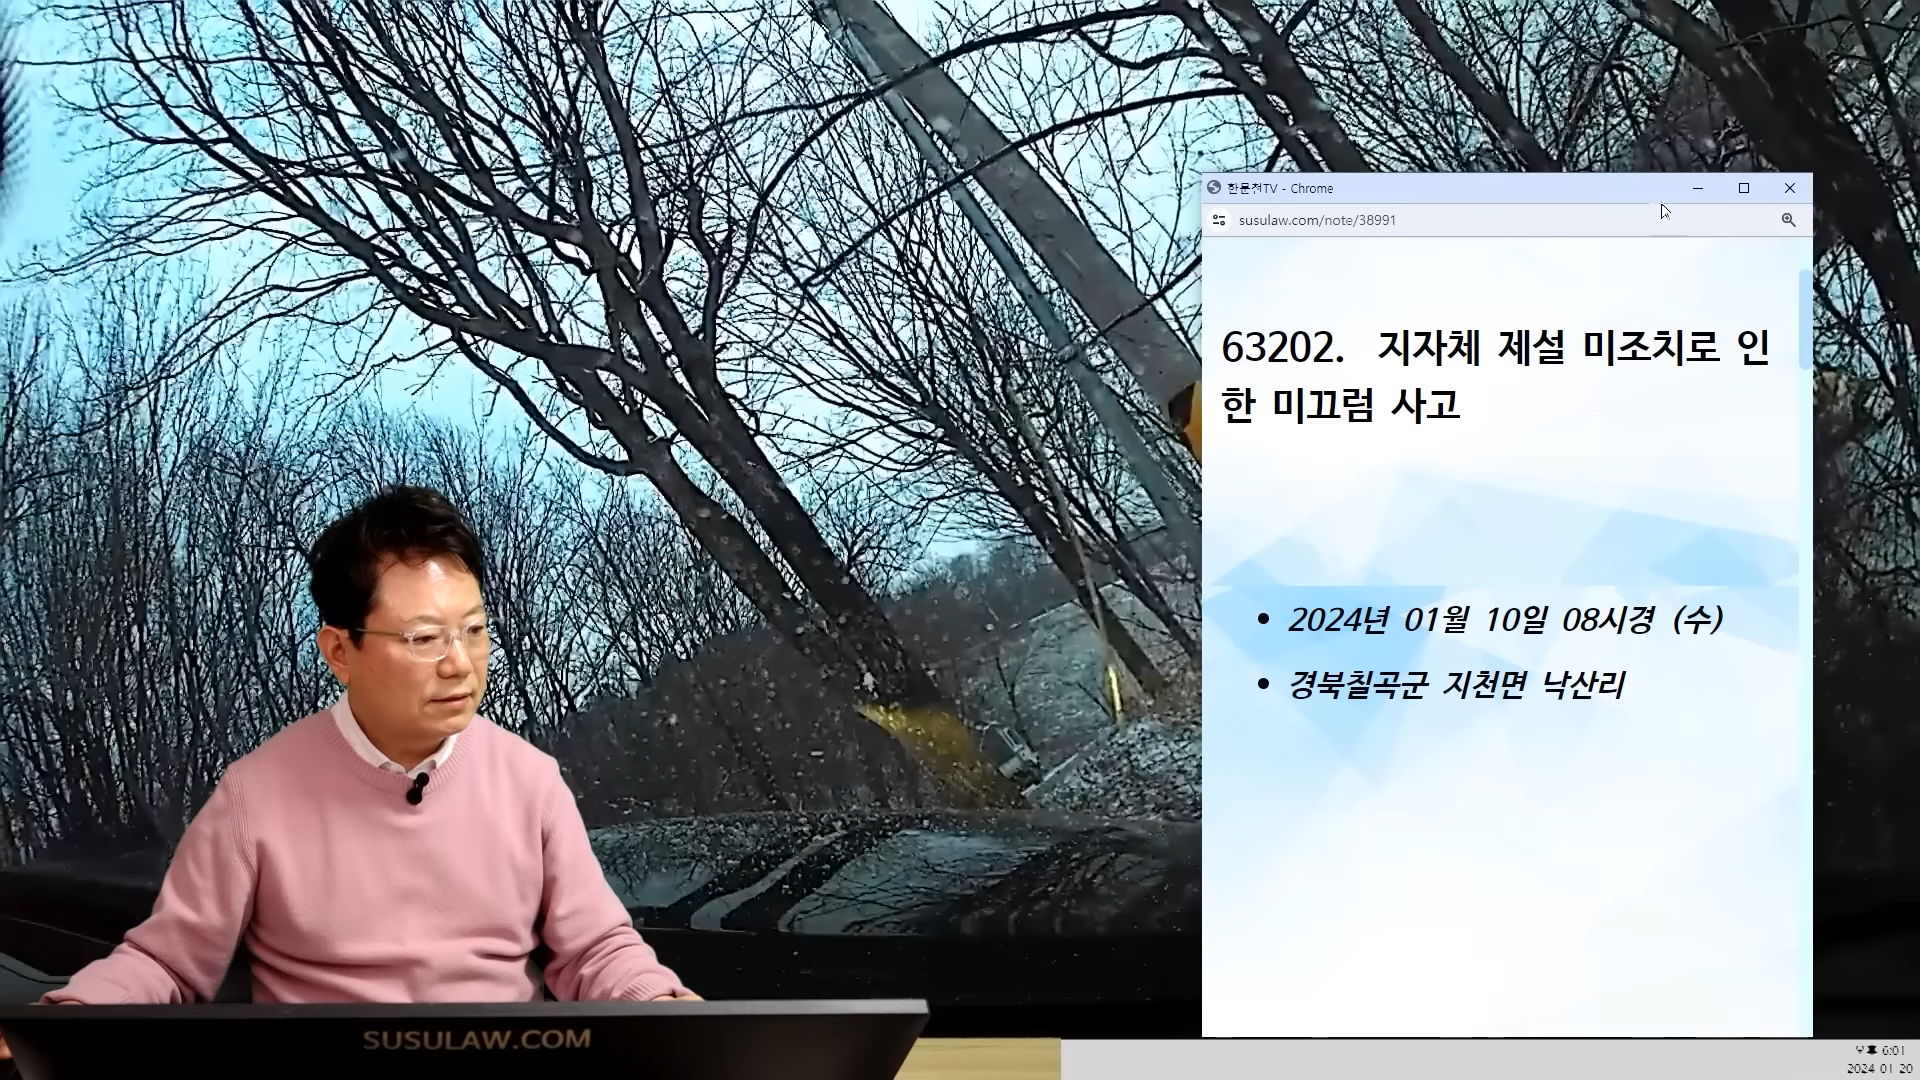 한문철TV - Chrome
susulaw.com/note/38991
63202. 지자체 제설 미조치로 인
한 미끄럼 사고
• 2024년 01월 10일 08시경 (수)
• 경북칠곡군 지천면 낙산리
SUSULAW.COM
6:01
2024 01 20